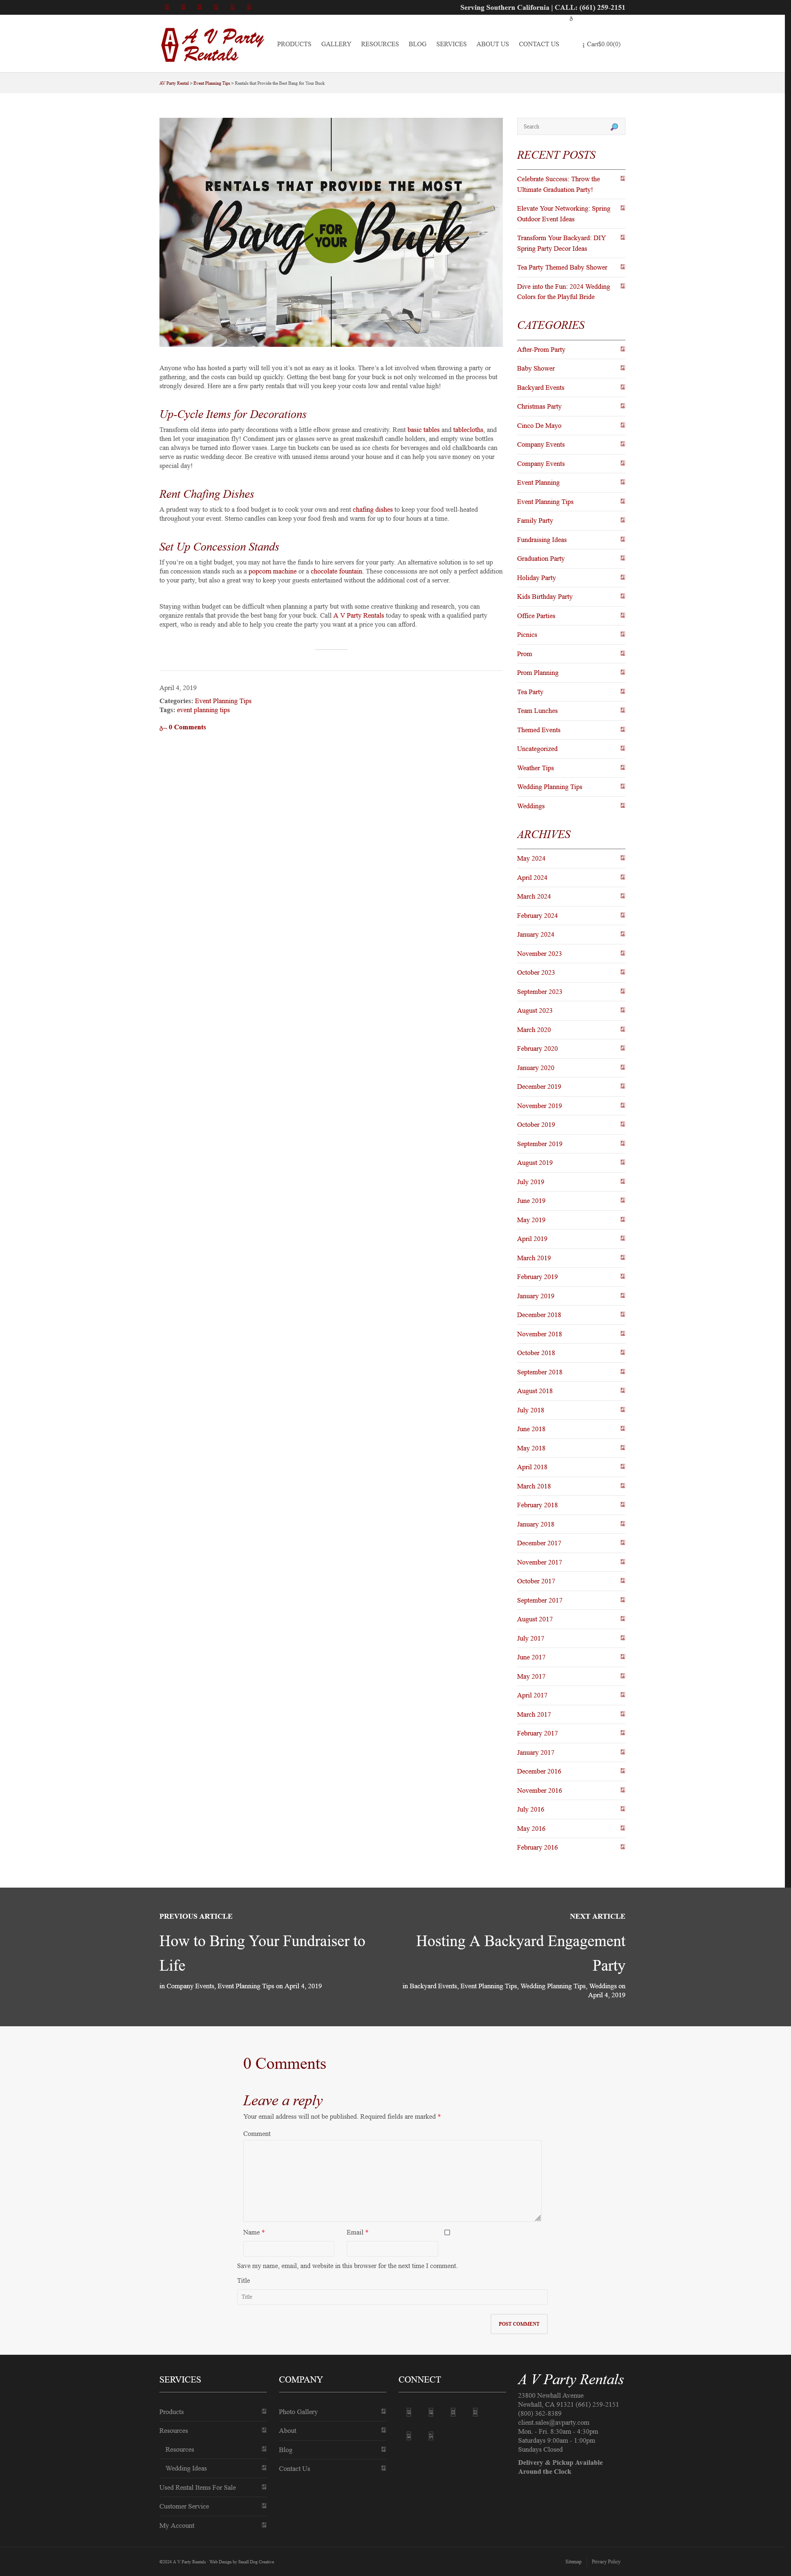 Serving Southern California | CALL: (661) 259-2151
A V Party
Rentals
PRODUCTS GALLERY RESOURCES BLOG SERVICES ABOUT US CONTACT US Cart$0.00(0)
AV Party Rental > Event Planning Tips > Rentals that Provide the Best Bang for Your Buck
RENTALS THAT PROVIDE THE MOST
Bang FOR YOUR Buck
Anyone who has hosted a party will tell you it's not as easy as it looks. There's a lot involved when throwing a party or
gathering, and the costs can build up quickly. Getting the best bang for your buck is not only welcomed in the process but
strongly desired. Here are a few party rentals that will you keep your costs low and rental value high!
Up-Cycle Items for Decorations
Transform old items into party decorations with a little elbow grease and creativity. Rent basic tables and tablecloths, and
then let your imagination fly! Condiment jars or glasses serve as great makeshift candle holders, and empty wine bottles
can always be turned into flower vases. Large tin buckets can be used as ice chests for beverages and old chalkboards can
serve as rustic wedding decor. Be creative with unused items around your house and it can help you save money on your
special day!
Rent Chafing Dishes
A prudent way to stick to a food budget is to cook your own and rent chafing dishes to keep your food well-heated
throughout your event. Sterno candles can keep your food fresh and warm for up to four hours at a time.
Set Up Concession Stands
If you're on a tight budget, you may not have the funds to hire servers for your party. An alternative solution is to set up
fun concession stands such as a popcorn machine or a chocolate fountain. These concessions are not only a perfect addition
to your party, but also a great way to keep your guests entertained without the additional cost of a server.
Staying within budget can be difficult when planning a party but with some creative thinking and research, you can
organize rentals that provide the best bang for your buck. Call A V Party Rentals today to speak with a qualified party
expert, who is ready and able to help you create the party you want at a price you can afford.
April 4, 2019
Categories: Event Planning Tips
Tags: event planning tips
0 Comments
Search
RECENT POSTS
Celebrate Success: Throw the
Ultimate Graduation Party!
Elevate Your Networking: Spring
Outdoor Event Ideas
Transform Your Backyard: DIY
Spring Party Decor Ideas
Tea Party Themed Baby Shower
Dive into the Fun: 2024 Wedding
Colors for the Playful Bride
CATEGORIES
After-Prom Party
Baby Shower
Backyard Events
Christmas Party
Cinco De Mayo
Company Events
Company Events
Event Planning
Event Planning Tips
Family Party
Fundraising Ideas
Graduation Party
Holiday Party
Kids Birthday Party
Office Parties
Picnics
Prom
Prom Planning
Tea Party
Team Lunches
Themed Events
Uncategorized
Weather Tips
Wedding Planning Tips
Weddings
ARCHIVES
May 2024
April 2024
March 2024
February 2024
January 2024
November 2023
October 2023
September 2023
August 2023
March 2020
February 2020
January 2020
December 2019
November 2019
October 2019
September 2019
August 2019
July 2019
June 2019
May 2019
April 2019
March 2019
February 2019
January 2019
December 2018
November 2018
October 2018
September 2018
August 2018
July 2018
June 2018
May 2018
April 2018
March 2018
February 2018
January 2018
December 2017
November 2017
October 2017
September 2017
August 2017
July 2017
June 2017
May 2017
April 2017
March 2017
February 2017
January 2017
December 2016
November 2016
July 2016
May 2016
February 2016
PREVIOUS ARTICLE
How to Bring Your Fundraiser to
Life
in Company Events, Event Planning Tips on April 4, 2019
NEXT ARTICLE
Hosting A Backyard Engagement
Party
in Backyard Events, Event Planning Tips, Wedding Planning Tips, Weddings on
April 4, 2019
0 Comments
Leave a reply
Your email address will not be published. Required fields are marked *
Comment
Name * Email *
Save my name, email, and website in this browser for the next time I comment.
Title
Title
POST COMMENT
SERVICES
Products
Resources
Resources
Wedding Ideas
Used Rental Items For Sale
Customer Service
My Account
COMPANY
Photo Gallery
About
Blog
Contact Us
CONNECT
A V Party Rentals
23800 Newhall Avenue
Newhall, CA 91321 (661) 259-2151
(800) 362-8389
client.sales@avparty.com
Mon. - Fri. 8:30am - 4:30pm
Saturdays 9:00am - 1:00pm
Sundays Closed
Delivery & Pickup Available
Around the Clock
©2024 A V Party Rentals · Web Design by Small Dog Creative
Sitemap Privacy Policy